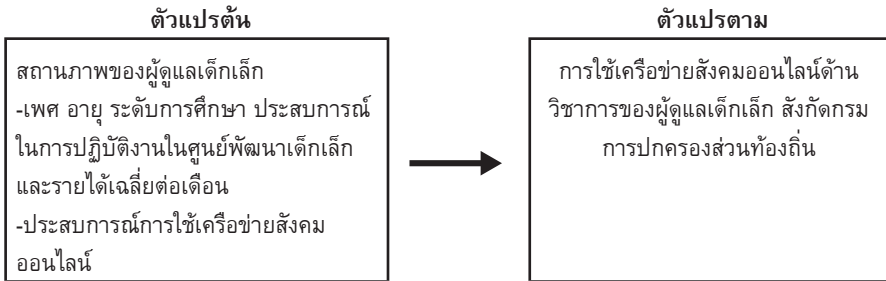 ตัวแปรต้น
สถานภาพของผู้ดูแลเด็กเล็ก
-เพศ อายุ ระดับการศึกษา ประสบการณ์
ในการปฏิบัติงานในศูนย์พัฒนาเด็กเล็ก
และรายได้เฉลี่ยต่อเดือน
-ประสบการณ์การใช้เครือข่ายสังคม
ออนไลน์
ตัวแปรตาม
การใช้เครือข่ายสังคมออนไลน์ด้าน
วิชาการของผู้ดูแลเด็กเล็ก สังกัดกรม
การปกครองส่วนท้องถิ่น